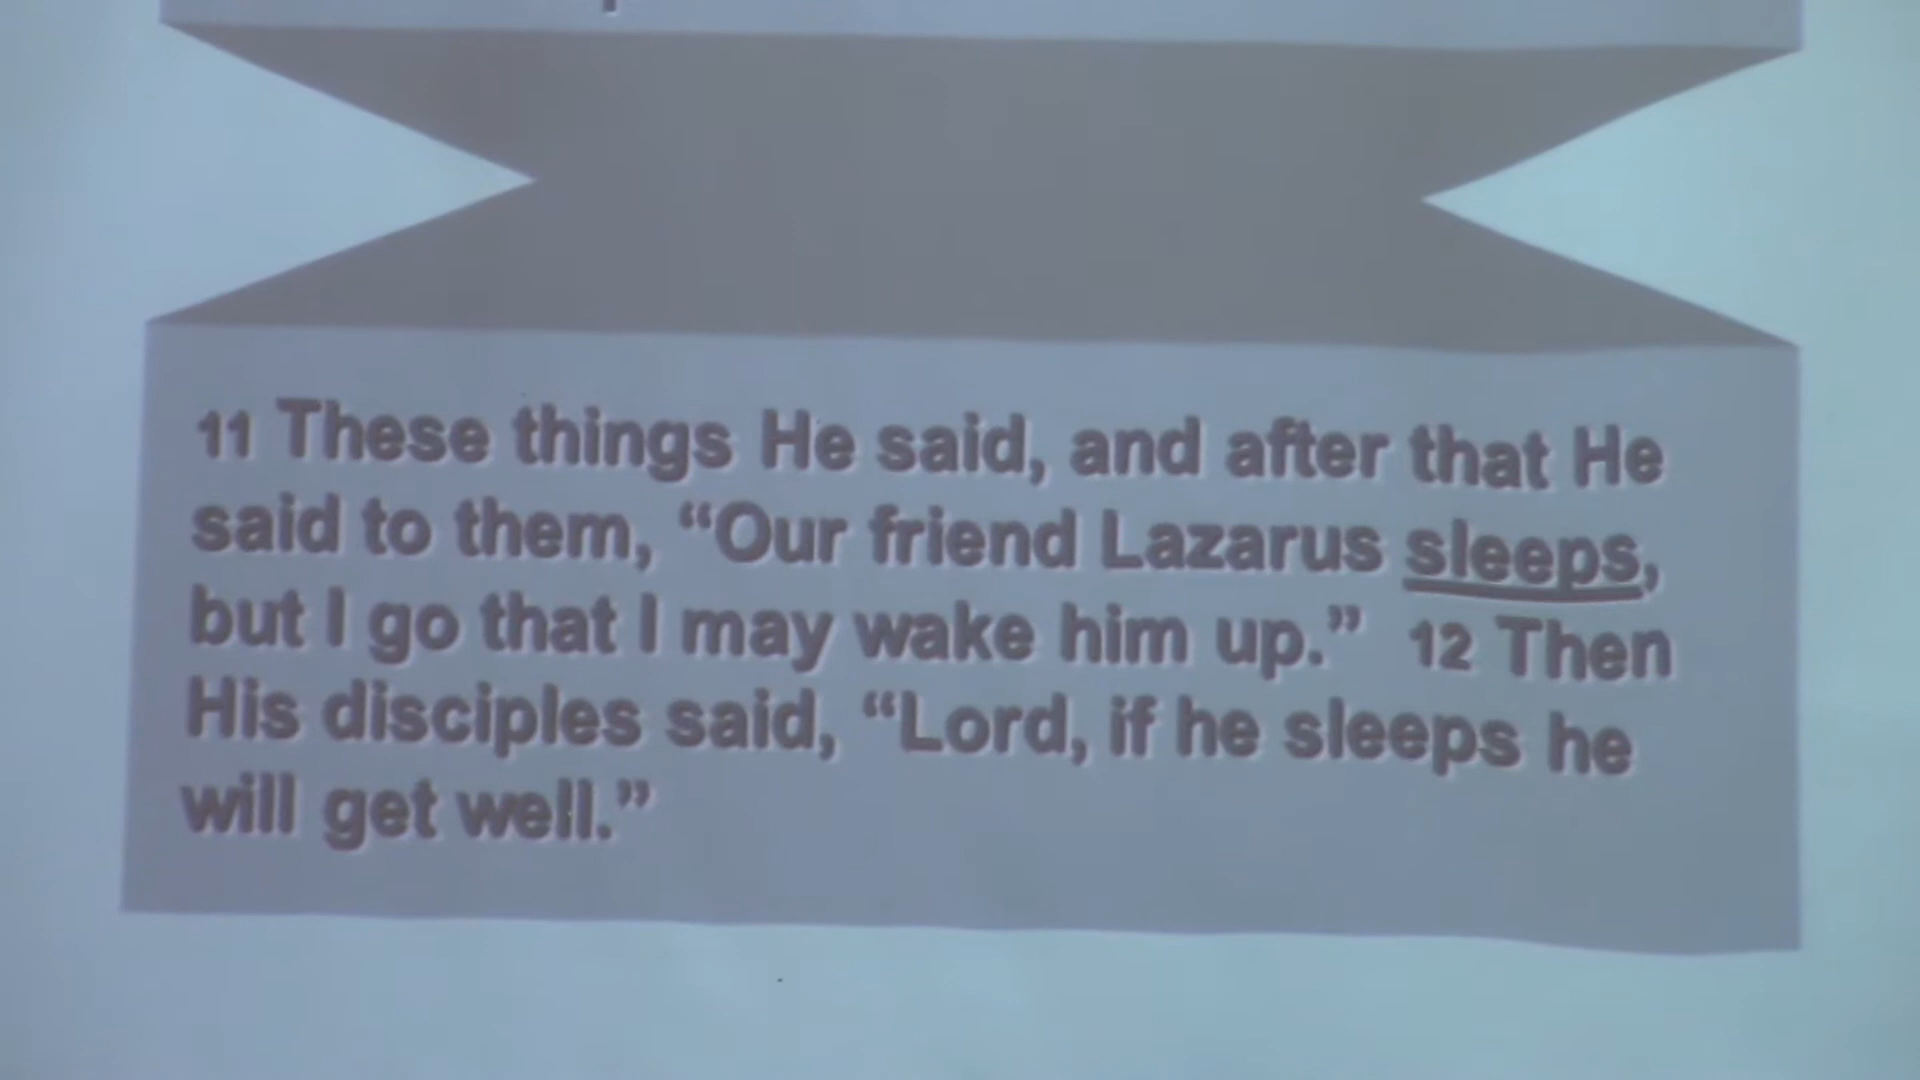 11 These things He said, and after that He
said to them, “Our friend Lazarus sleeps,
but I go that I may wake him up.” 12 Then
His disciples said, “Lord, if he sleeps he
will get well.”